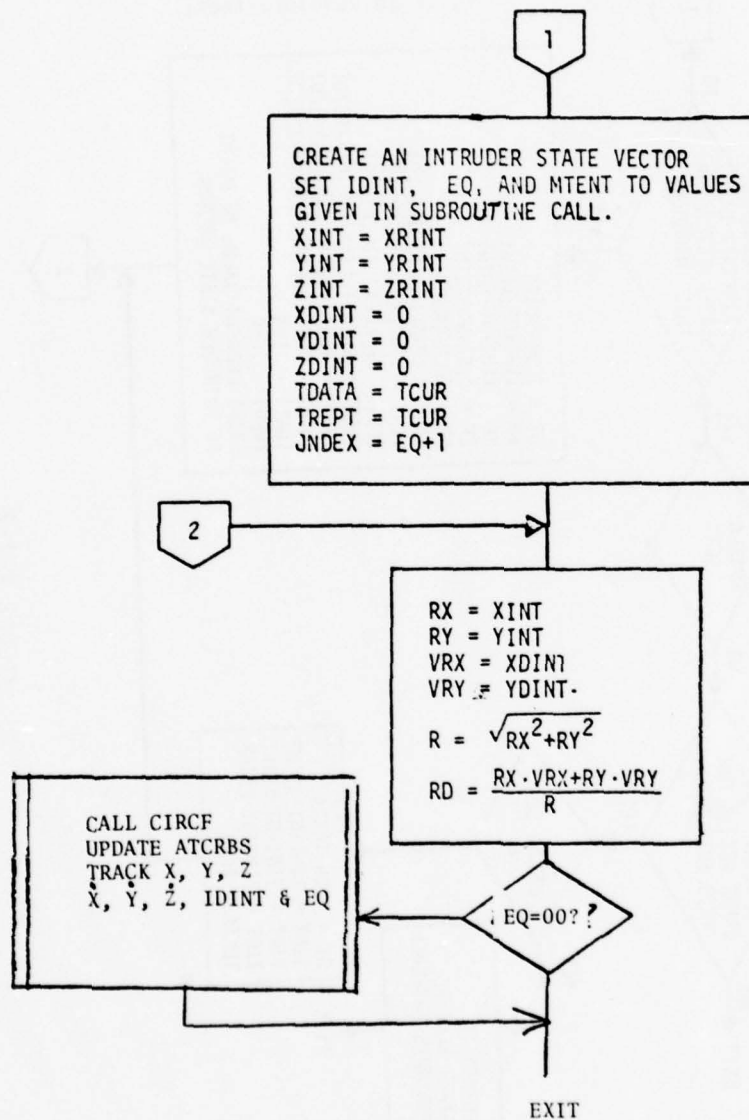 1
CREATE AN INTRUDER STATE VECTOR
SET IDINT, EQ, AND MTENT TO VALUES
GIVEN IN SUBROUTINE CALL.
XINT = XRINT
YINT = YRINT
ZINT = ZRINT
XDINT = 0
YDINT = 0
ZDINT = 0
TDATA = TCUR
TREPT = TCUR
JNDEX = EQ+1
2
RX = XINT
RY = YINT
VRX = XDINT
VRY = YDINT.
R = √RX²+RY²
RD = RX·VRX+RY·VRY
R
CALL CIRCF
UPDATE ATCRBS
TRACK X, Y, Z
Ẋ, Ẏ, Ż, IDINT & EQ
EQ=00? ?
EXIT